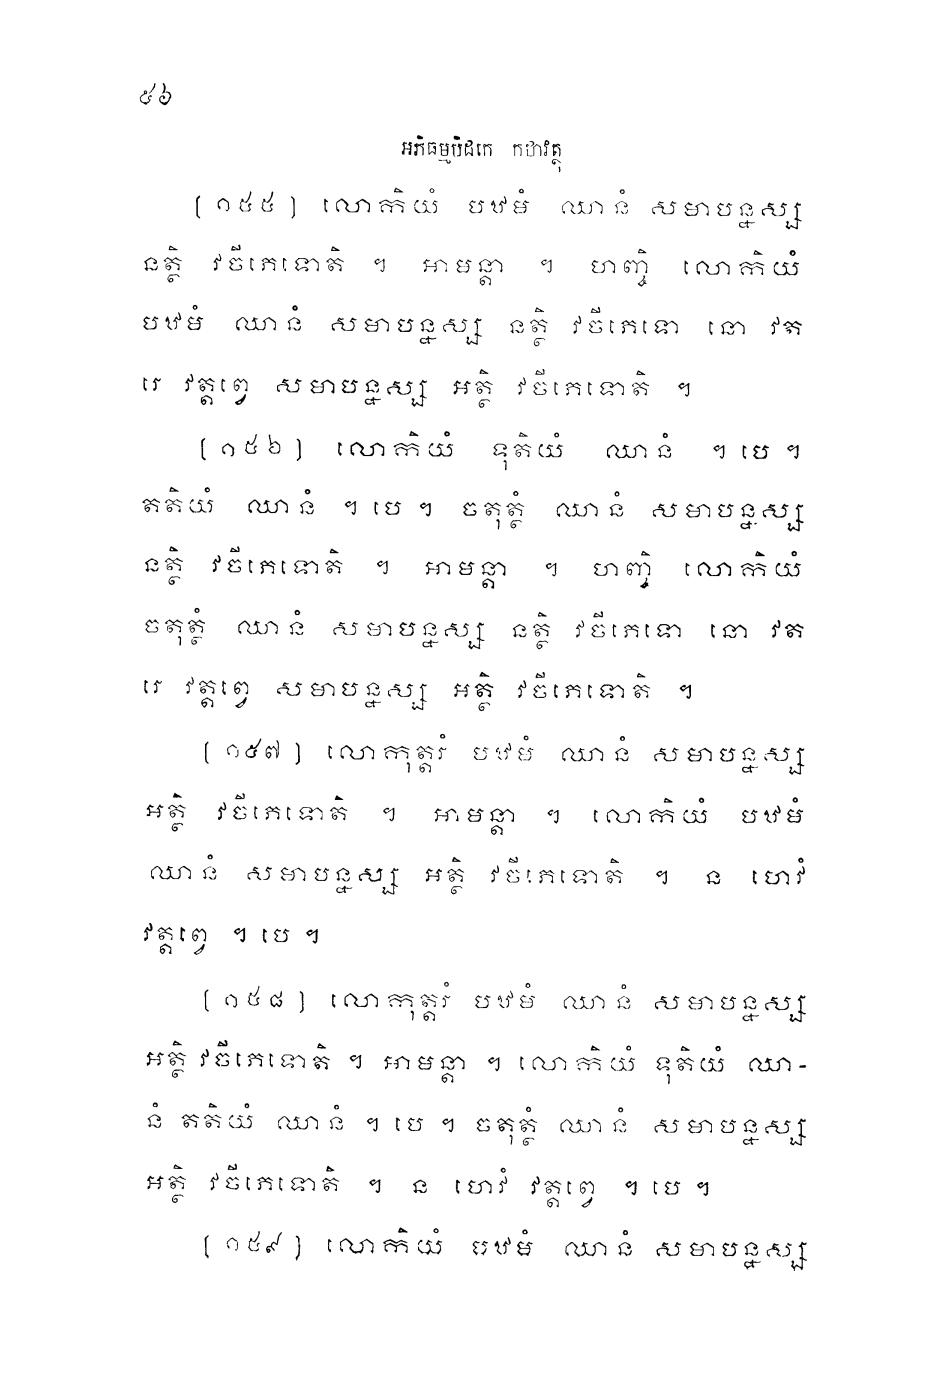 ៥៦
អភិធម្មបិដកេ កថាវត្ថុ
[១៥៥] លោកិយំ បឋមំ ឈានំ សមាបន្នស្ស
នត្ថិ វចីភេទោតិ ។ អាមន្តា ។ ហញ្ចិ លោកិយំ
បឋមំ ឈានំ សមាបន្នស្ស នត្ថិ វចីភេទោ នោ វត
រេ វត្តព្វេ សមាបន្នស្ស អត្ថិ វចីភេទោតិ ។
[១៥៦] លោកិយំ ទុតិយំ ឈានំ ។ បេ ។
តតិយំ ឈានំ ។ បេ ។ ចតុត្ថំ ឈានំ សមាបន្នស្ស
នត្ថិ វចីភេទោតិ ។ អាមន្តា ។ ហញ្ចិ លោកិយំ
ចតុត្ថំ ឈានំ សមាបន្នស្ស នត្ថិ វចីភេទោ នោ វត
រេ វត្តព្វេ សមាបន្នស្ស អត្ថិ វចីភេទោតិ ។
[១៥៧] លោកុត្តរំ បឋមំ ឈានំ សមាបន្នស្ស
អត្ថិ វចីភេទោតិ ។ អាមន្តា ។ លោកិយំ បឋមំ
ឈានំ សមាបន្នស្ស អត្ថិ វចីភេទោតិ ។ ន ហេវំ
វត្តព្វេ ។ បេ ។
[១៥៨] លោកុត្តរំ បឋមំ ឈានំ សមាបន្នស្ស
អត្ថិ វចីភេទោតិ ។ អាមន្តា ។ លោកិយំ ទុតិយំ ឈា-
នំ តតិយំ ឈានំ ។ បេ ។ ចតុត្ថំ ឈានំ សមាបន្នស្ស
អត្ថិ វចីភេទោតិ ។ ន ហេវំ វត្តព្វេ ។ បេ ។
[១៥៩] លោកិយំ បឋមំ ឈានំ សមាបន្នស្ស